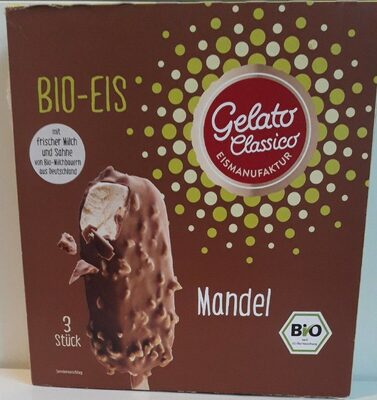 BIO-EIS
mit
frischer Milch
und Sahne
von Bio-Milchbauern
aus Deutschland
Gelato
Classico
EISMANUFAKTUR
3
Stück
Mandel
Bio
Serviervorschlag